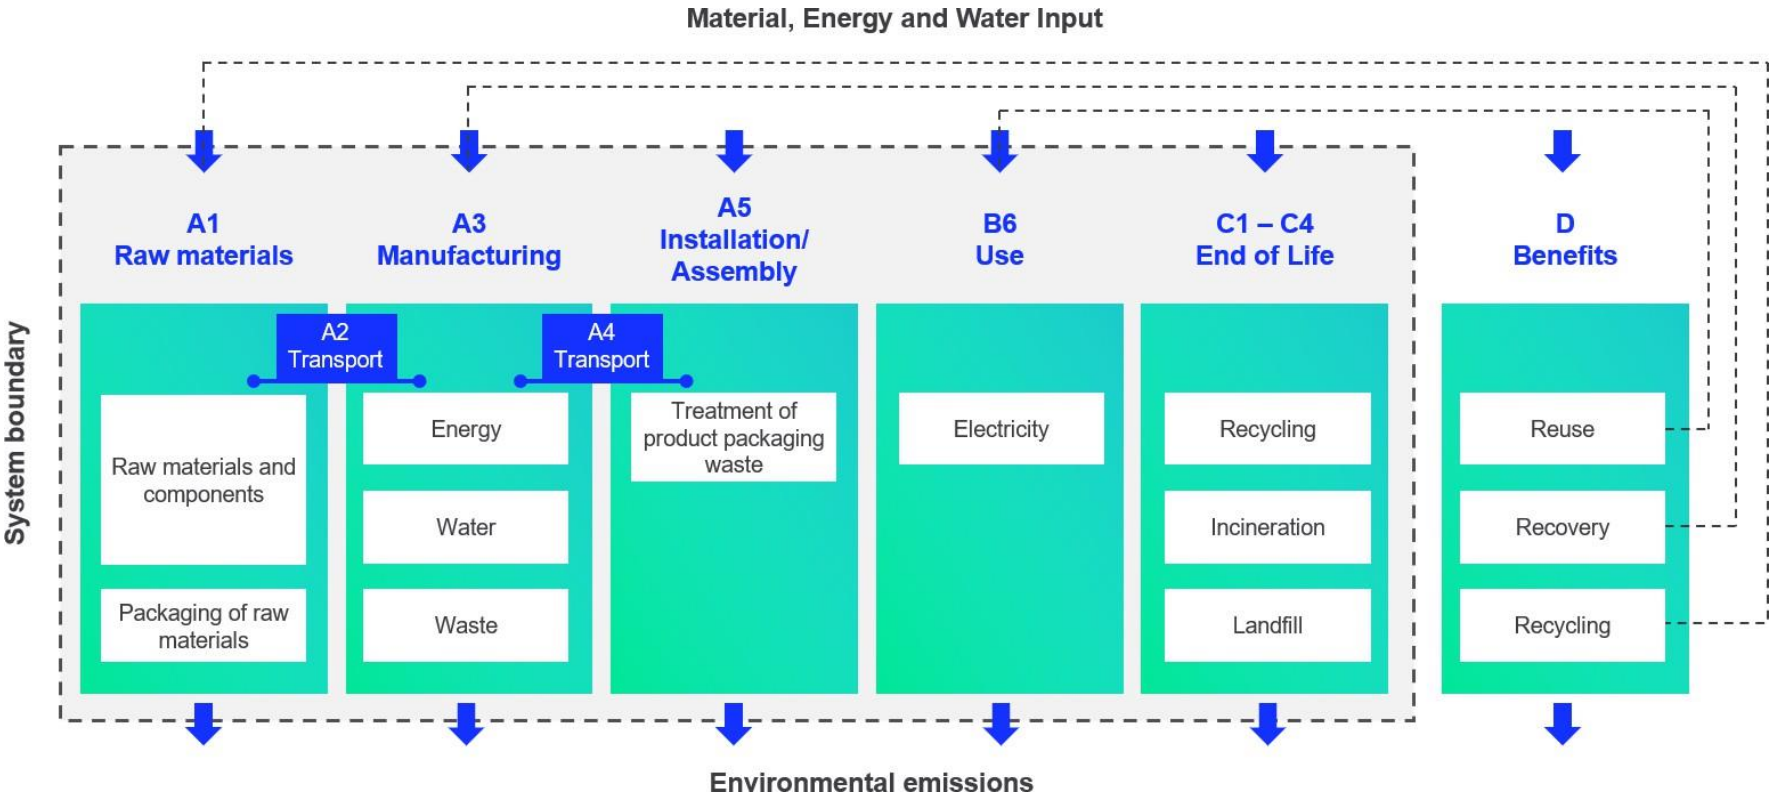 Material, Energy and Water Input
System boundary
A1
Raw materials
A3
Manufacturing
A5
Installation/
Assembly
B6
Use
C1 – C4
End of Life
D
Benefits
A2
Transport
A4
Transport
Raw materials and
components
Packaging of raw
materials
Energy
Water
Waste
Treatment of
product packaging
waste
Electricity
Recycling
Incineration
Landfill
Reuse
Recovery
Recycling
Environmental emissions